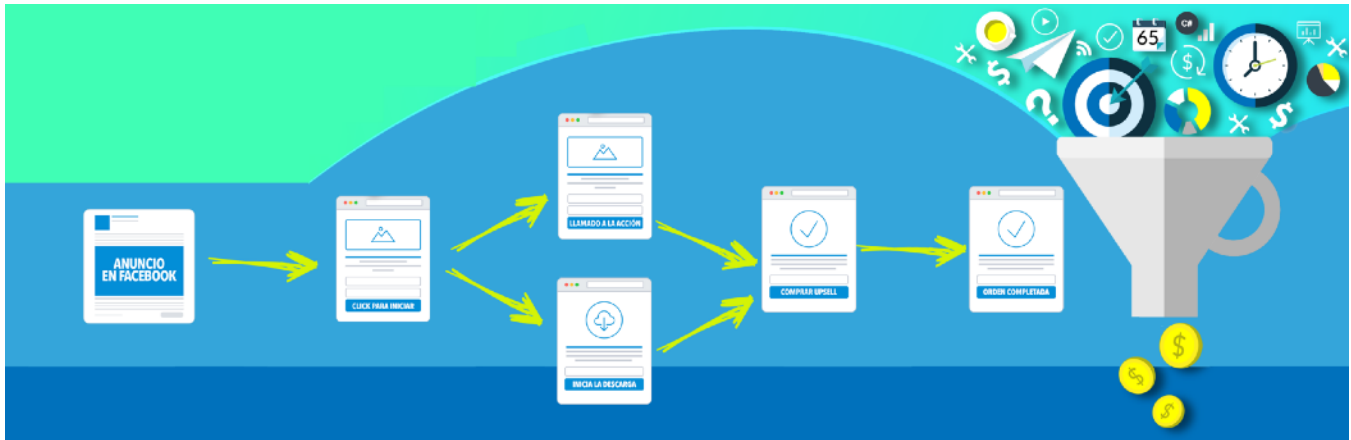 ANUNCIO
EN FACEBOOK
CLICK PARA INICIAR
LLAMADO A LA ACCIÓN
INICIA LA DESCARGA
COMPRAR UPSELL
ORDEN COMPLETADA
65
C#
$
$
$
?
$
$
$
$